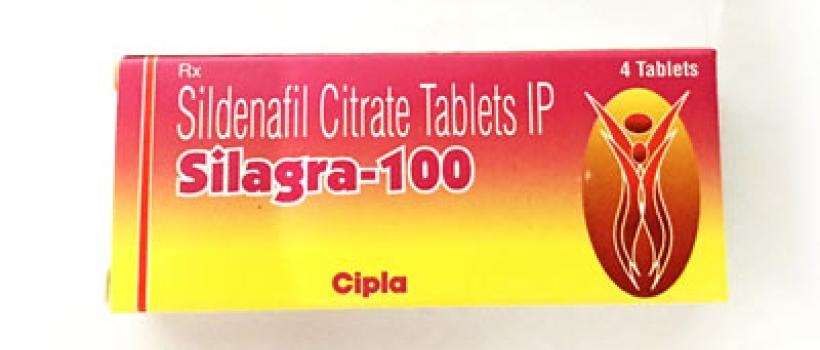 Rx
4 Tablets
Sildenafil Citrate Tablets IP
Silagra-100
Cipla